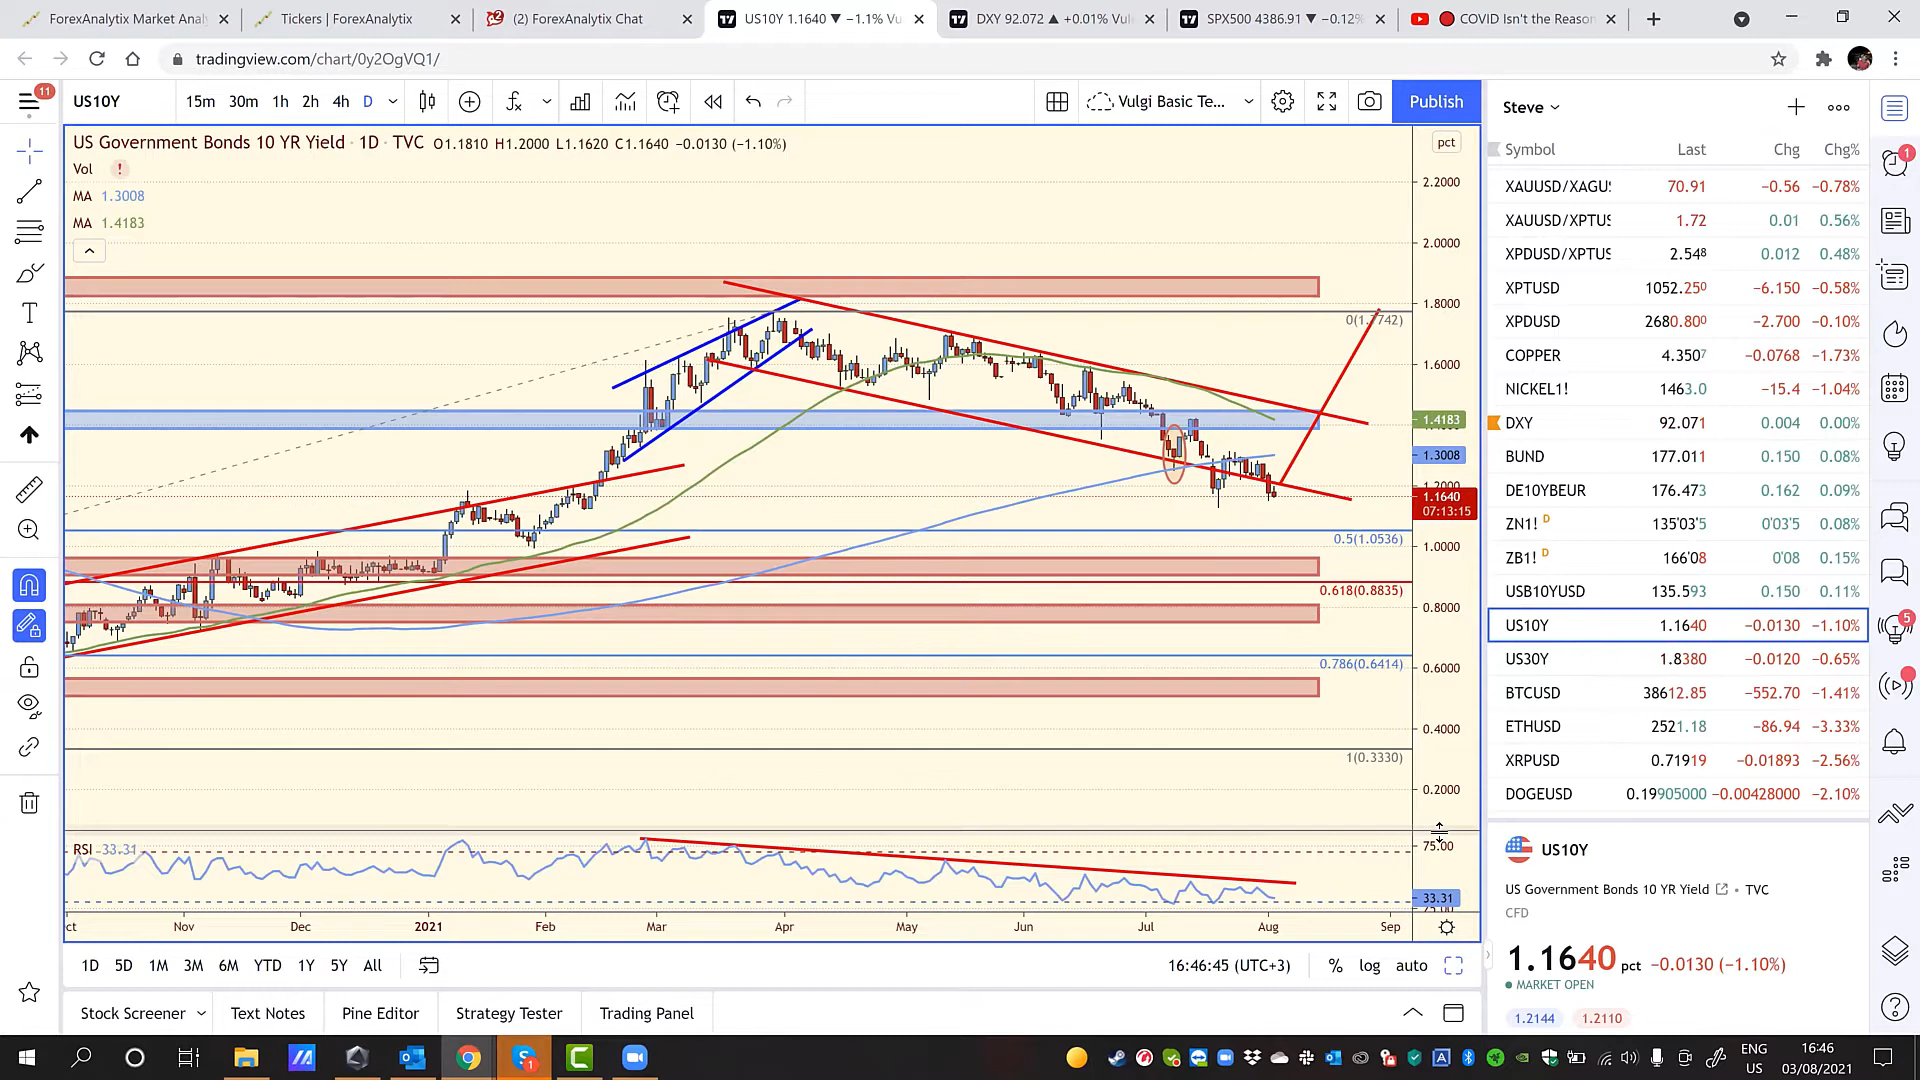 ForexAnalytix Market Anal
Tickers | ForexAnalytix
(2) ForexAnalytix Chat
US10Y 1.1640 ▼ −1.1% Vu
DXY 92.072 ▲ +0.01% Vul
SPX500 4386.91 ▼ −0.12%
COVID Isn't the Reason
tradingview.com/chart/0y2OgVQ1/
11
US10Y
15m 30m 1h 2h 4h D
Vulgi Basic Te...
Publish
US Government Bonds 10 YR Yield · 1D · TVC O1.1810 H1.2000 L1.1620 C1.1640 −0.0130 (−1.10%)
Vol !
MA 1.3008
MA 1.4183
pct
2.2000
2.0000
1.8000
0(1.7742)
1.6000
1.4183
1.3008
1.2000
1.1640
07:13:15
0.5(1.0536)
1.0000
0.618(0.8835)
0.8000
0.786(0.6414)
0.6000
0.4000
1(0.3330)
0.2000
RSI 33.31
75.00
33.31
Nov Dec 2021 Feb Mar Apr May Jun Jul Aug Sep
1D 5D 1M 3M 6M YTD 1Y 5Y All
16:46:45 (UTC+3) % log auto
Stock Screener Text Notes Pine Editor Strategy Tester Trading Panel
Steve
Symbol Last Chg Chg%
XAUUSD/XAGUS 70.91 −0.56 −0.78%
XAUUSD/XPTUS 1.72 0.01 0.56%
XPDUSD/XPTUS 2.548 0.012 0.48%
XPTUSD 1052.250 −6.150 −0.58%
XPDUSD 2680.800 −2.700 −0.10%
COPPER 4.3507 −0.0768 −1.73%
NICKEL1! 1463.0 −15.4 −1.04%
DXY 92.071 0.004 0.00%
BUND 177.011 0.150 0.08%
DE10YBEUR 176.473 0.162 0.09%
ZN1! D 135'03'5 0'03'5 0.08%
ZB1! D 166'08 0'08 0.15%
USB10YUSD 135.593 0.150 0.11%
US10Y 1.1640 −0.0130 −1.10%
US30Y 1.8380 −0.0120 −0.65%
BTCUSD 38612.85 −552.70 −1.41%
ETHUSD 2521.18 −86.94 −3.33%
XRPUSD 0.71919 −0.01893 −2.56%
DOGEUSD 0.19905000 −0.00428000 −2.10%
US10Y
US Government Bonds 10 YR Yield • TVC
CFD
1.1640 pct −0.0130 (−1.10%)
MARKET OPEN
1.2144 1.2110
1
5
ENG
US
16:46
03/08/2021